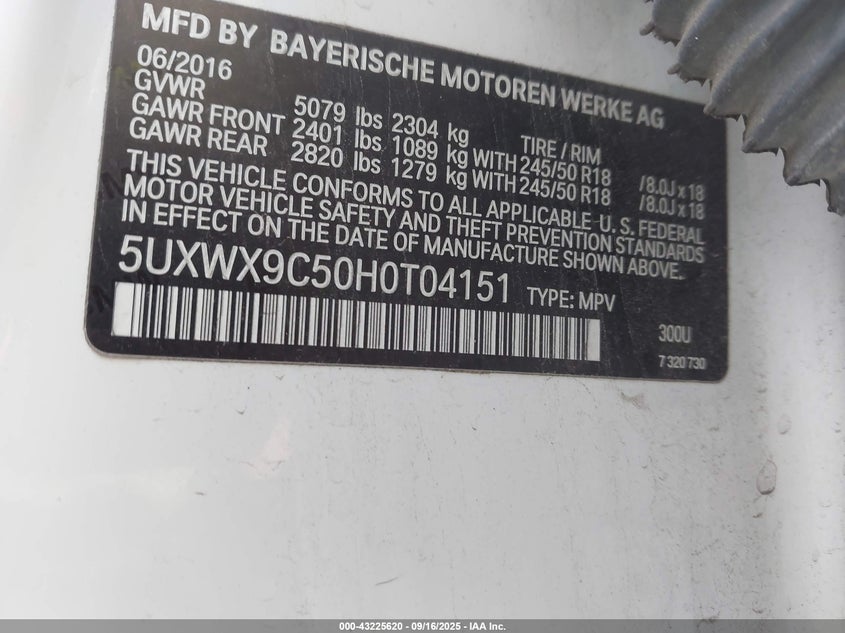 MFD BY BAYERISCHE MOTOREN WERKE AG
06/2016
GVWR 5079 lbs 2304 kg TIRE / RIM
GAWR FRONT 2401 lbs 1089 kg WITH 245/50 R18 /8.0J x 18
GAWR REAR 2820 lbs 1279 kg WITH 245/50 R18 /8.0J x 18
THIS VEHICLE CONFORMS TO ALL APPLICABLE U. S. FEDERAL
MOTOR VEHICLE SAFETY AND THEFT PREVENTION STANDARDS
IN EFFECT ON THE DATE OF MANUFACTURE SHOWN ABOVE.
5UXWX9C50H0T04151 TYPE: MPV
300U
7 320 730
000-43225620 - 09/16/2025 - IAA Inc.